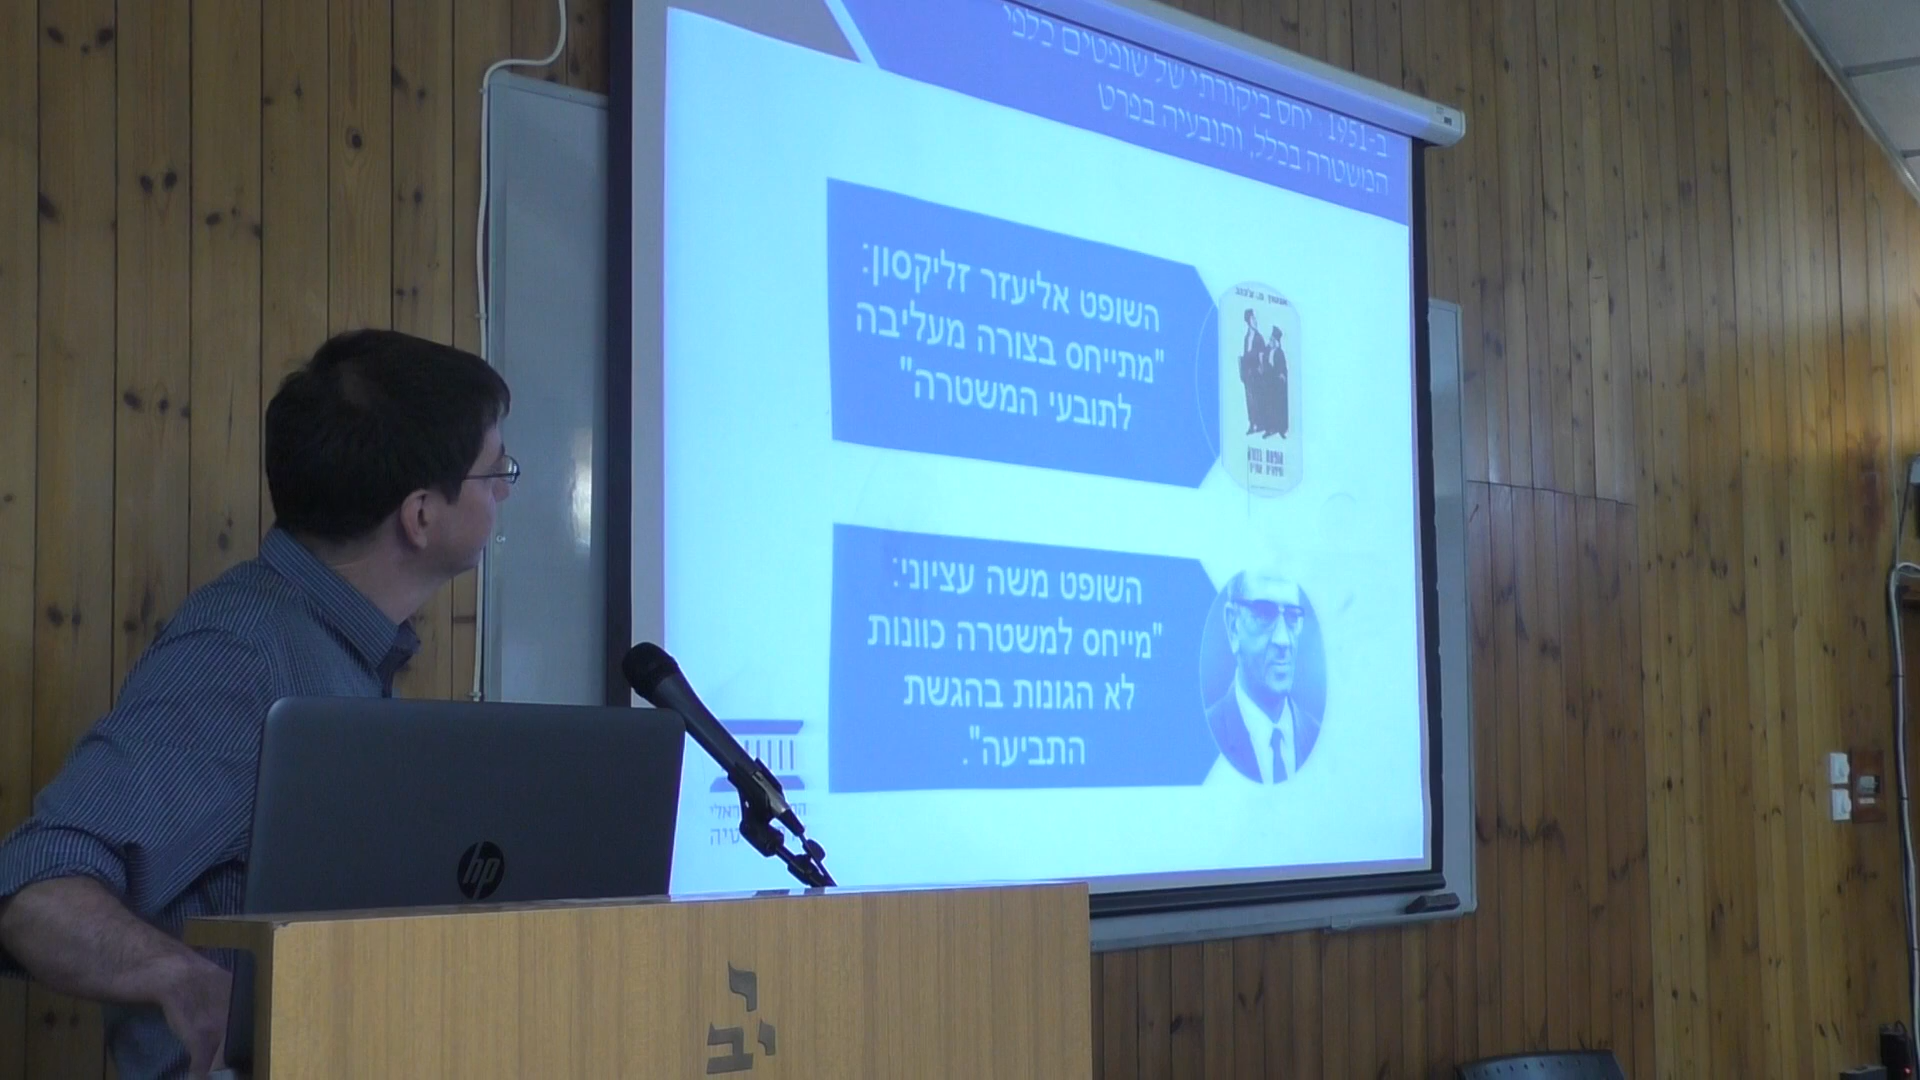 ב-1951: יחס ביקורתי של שופטים כלפי
המשטרה בכלל, ותובעיה בפרט
השופט אליעזר זליקסון:
"מתייחס בצורה מעליבה
לתובעי המשטרה"
השופט משה עציוני:
"מייחס למשטרה כוונות
לא הגונות בהגשת
התביעה".
hp